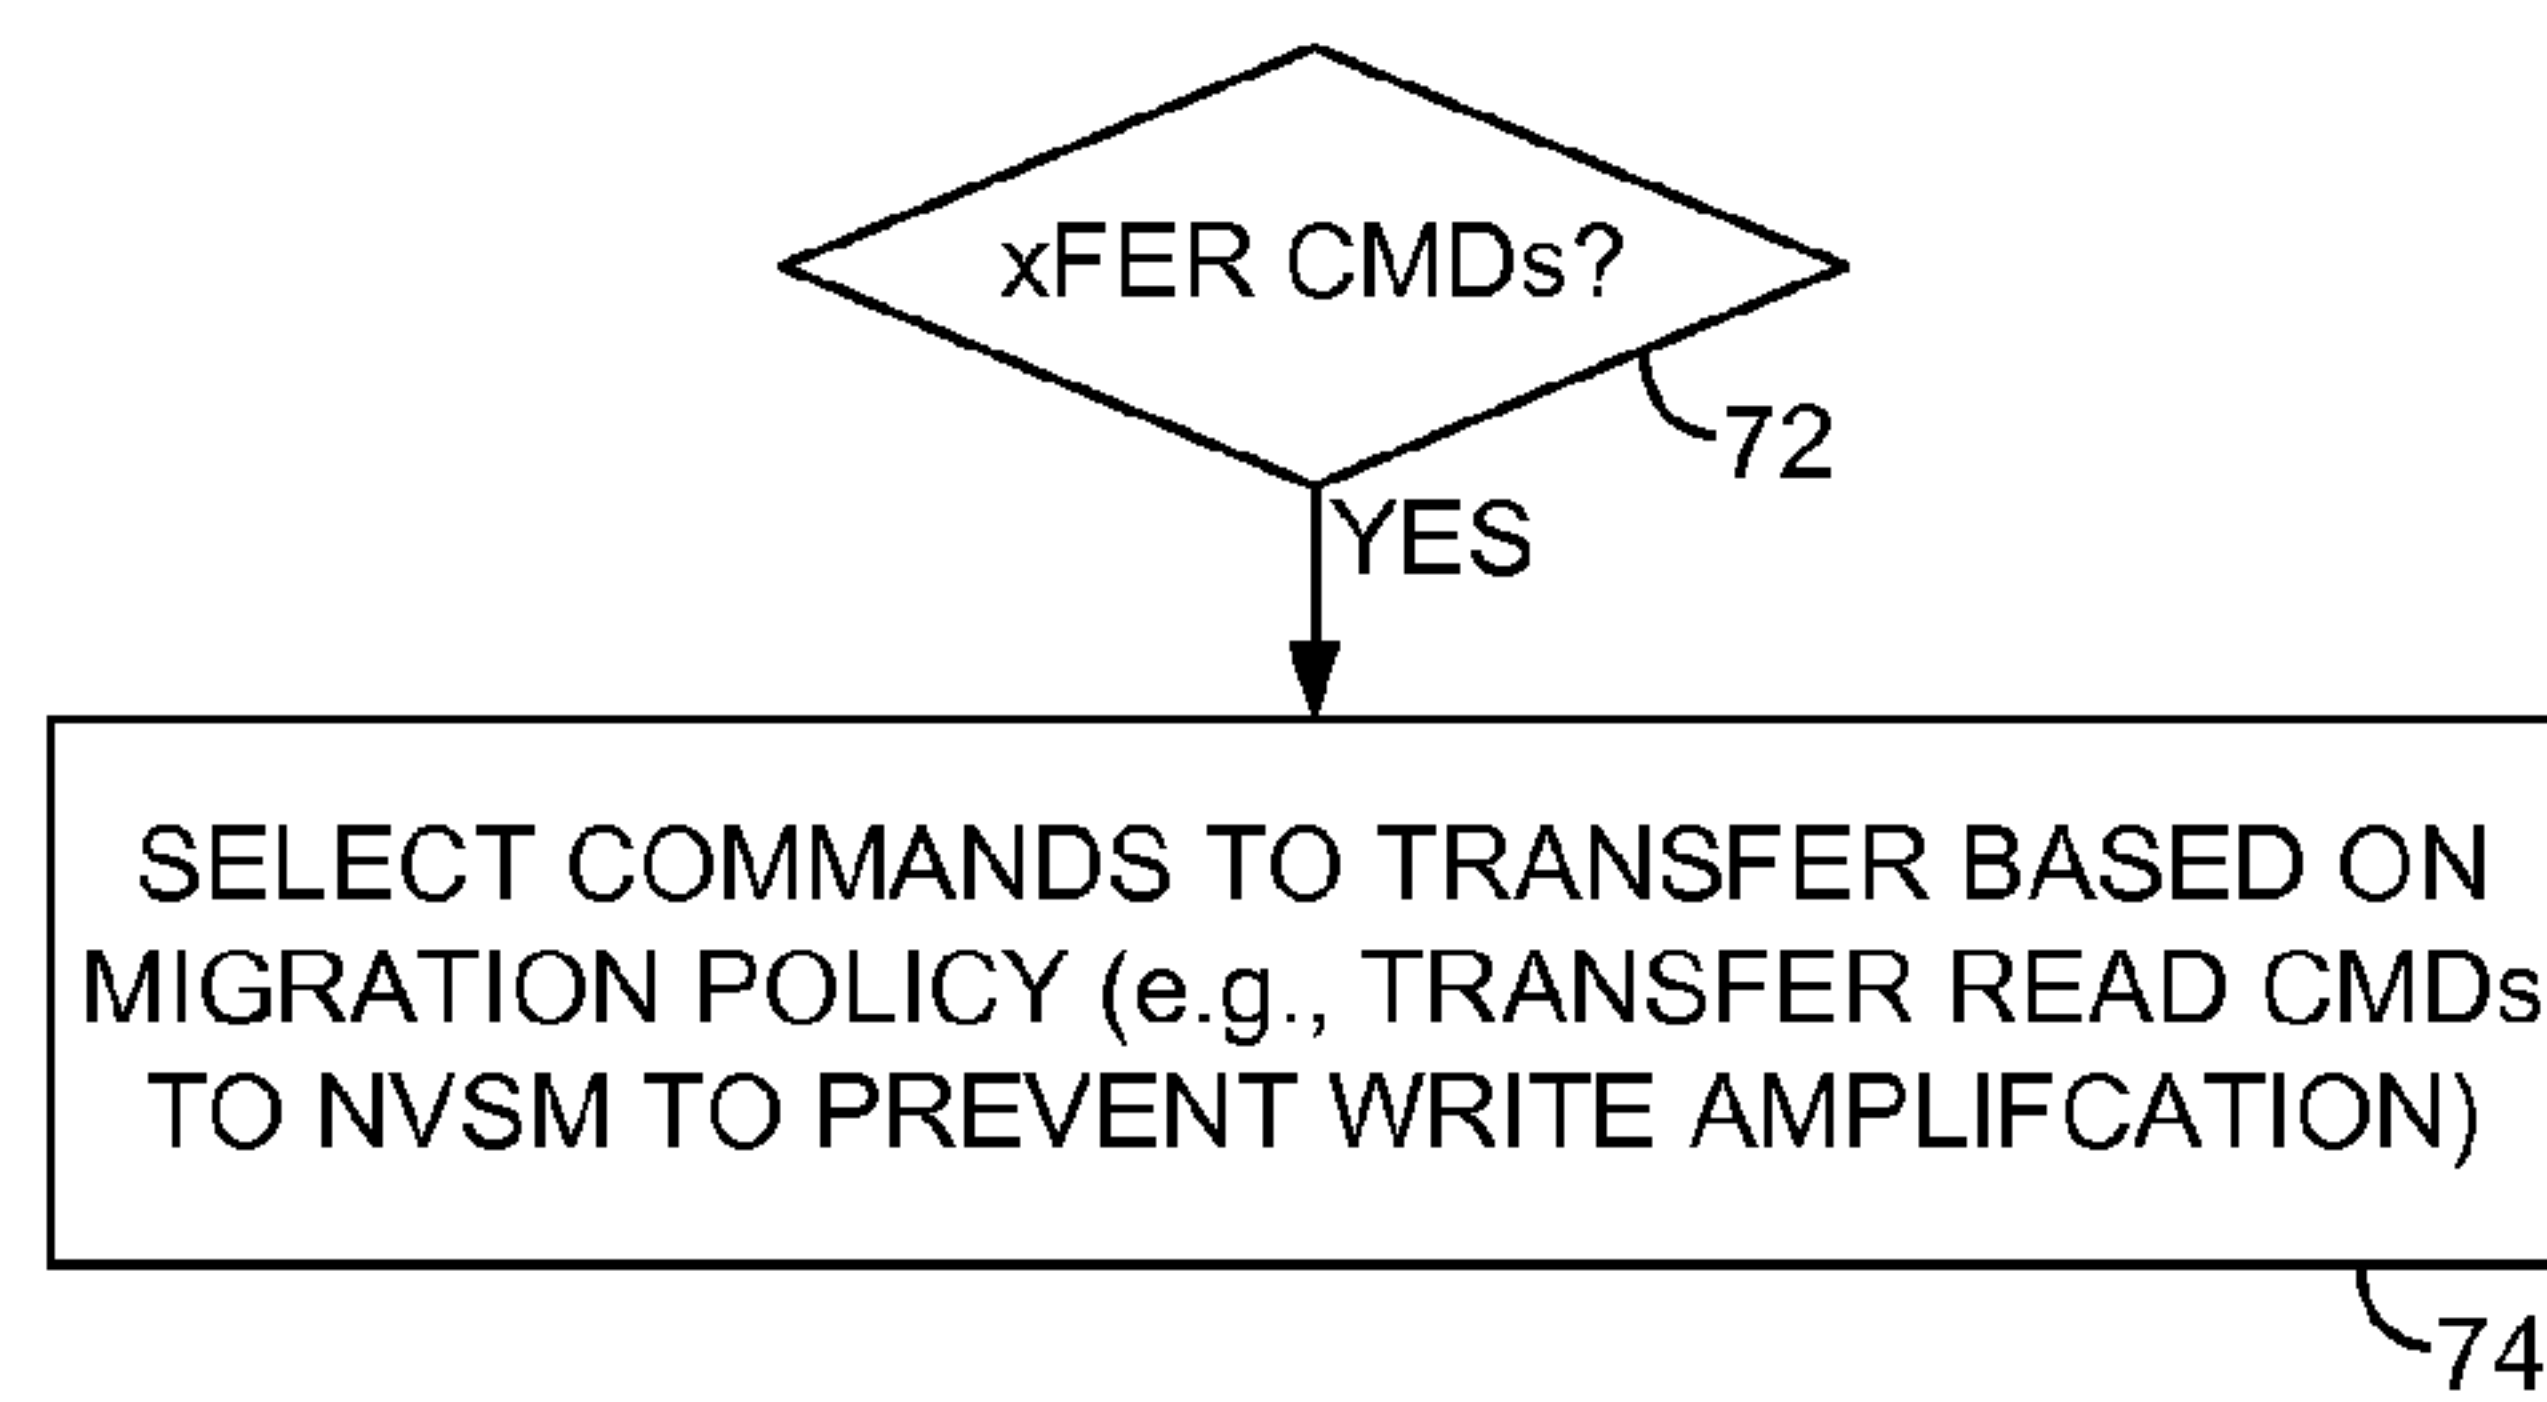 xFER CMDs?
72
YES
SELECT COMMANDS TO TRANSFER BASED ON
MIGRATION POLICY (e.g., TRANSFER READ CMDs
TO NVSM TO PREVENT WRITE AMPLIFCATION)
74